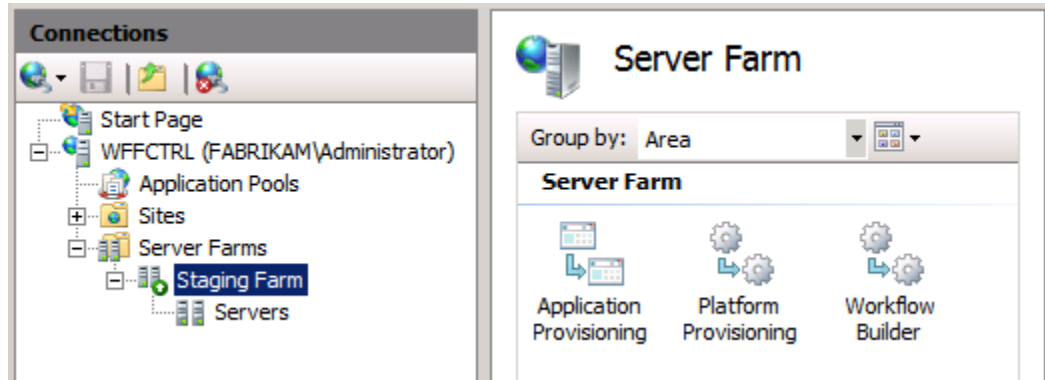 Connections
Start Page
WFFCTRL (FABRIKAM\Administrator)
Application Pools
Sites
Server Farms
Staging Farm
Servers
Server Farm
Group by: Area
Server Farm
Application
Provisioning
Platform
Provisioning
Workflow
Builder